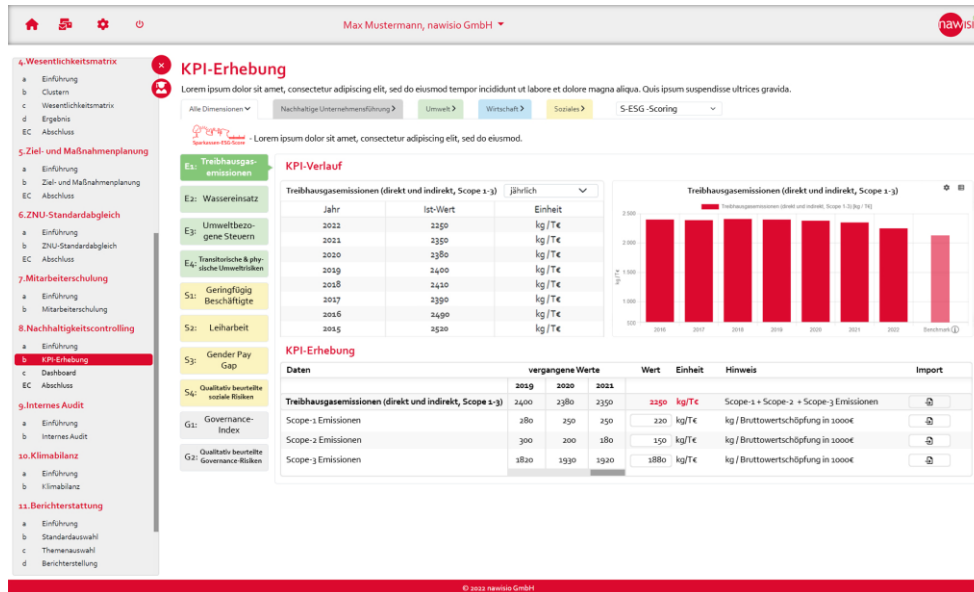 Max Mustermann, nawisio GmbH
nawisi
4.Wesentlichkeitsmatrix
a Einführung
b Clustern
c Wesentlichkeitsmatrix
d Ergebnis
EC Abschluss
5.Ziel- und Maßnahmenplanung
a Einführung
b Ziel- und Maßnahmenplanung
EC Abschluss
6.ZNU-Standardabgleich
a Einführung
b ZNU-Standardabgleich
EC Abschluss
7.Mitarbeiterschulung
a Einführung
b Mitarbeiterschulung
8.Nachhaltigkeitscontrolling
a Einführung
b KPI-Erhebung
c Dashboard
EC Abschluss
9.Internes Audit
a Einführung
b Internes Audit
10.Klimabilanz
a Einführung
b Klimabilanz
11.Berichterstattung
a Einführung
b Standardauswahl
c Themenauswahl
d Berichterstellung
KPI-Erhebung
Lorem ipsum dolor sit amet, consectetur adipiscing elit, sed do eiusmod tempor incididunt ut labore et dolore magna aliqua. Quis ipsum suspendisse ultrices gravida.
Alle Dimensionen Nachhaltige Unternehmensführung Umwelt Wirtschaft Soziales S-ESG -Scoring
Sparkassen-ESG-Score - Lorem ipsum dolor sit amet, consectetur adipiscing elit, sed do eiusmod.
E1: Treibhausgas-
emissionen
E2: Wassereinsatz
E3: Umweltbezo-
gene Steuern
E4: Transitorische & phy-
sische Umweltrisiken
S1: Geringfügig
Beschäftigte
S2: Leiharbeit
S3: Gender Pay
Gap
S4: Qualitativ beurteilte
soziale Risiken
G1: Governance-
Index
G2: Qualitativ beurteilte
Governance-Risiken
KPI-Verlauf
Treibhausgasemissionen (direkt und indirekt, Scope 1-3) jährlich
Jahr Ist-Wert Einheit
2022 2250 kg/T€
2021 2350 kg/T€
2020 2380 kg/T€
2019 2400 kg/T€
2018 2410 kg/T€
2017 2390 kg/T€
2016 2490 kg/T€
2015 2520 kg/T€
Treibhausgasemissionen (direkt und indirekt, Scope 1-3)
Treibhausgasemissionen (direkt und indirekt, Scope 1-3) [kg / T€]
kg/T€
2.500
2.000
1.500
1.000
500
2016 2017 2018 2019 2020 2021 2022 Benchmark
KPI-Erhebung
Daten vergangene Werte Wert Einheit Hinweis Import
2019 2020 2021
Treibhausgasemissionen (direkt und indirekt, Scope 1-3) 2400 2380 2350 2250 kg/T€ Scope-1 + Scope-2 + Scope-3 Emissionen
Scope-1 Emissionen 280 250 250 220 kg/T€ kg / Bruttowertschöpfung in 1000€
Scope-2 Emissionen 300 200 180 150 kg/T€ kg / Bruttowertschöpfung in 1000€
Scope-3 Emissionen 1820 1930 1920 1880 kg/T€ kg / Bruttowertschöpfung in 1000€
© 2022 nawisio GmbH